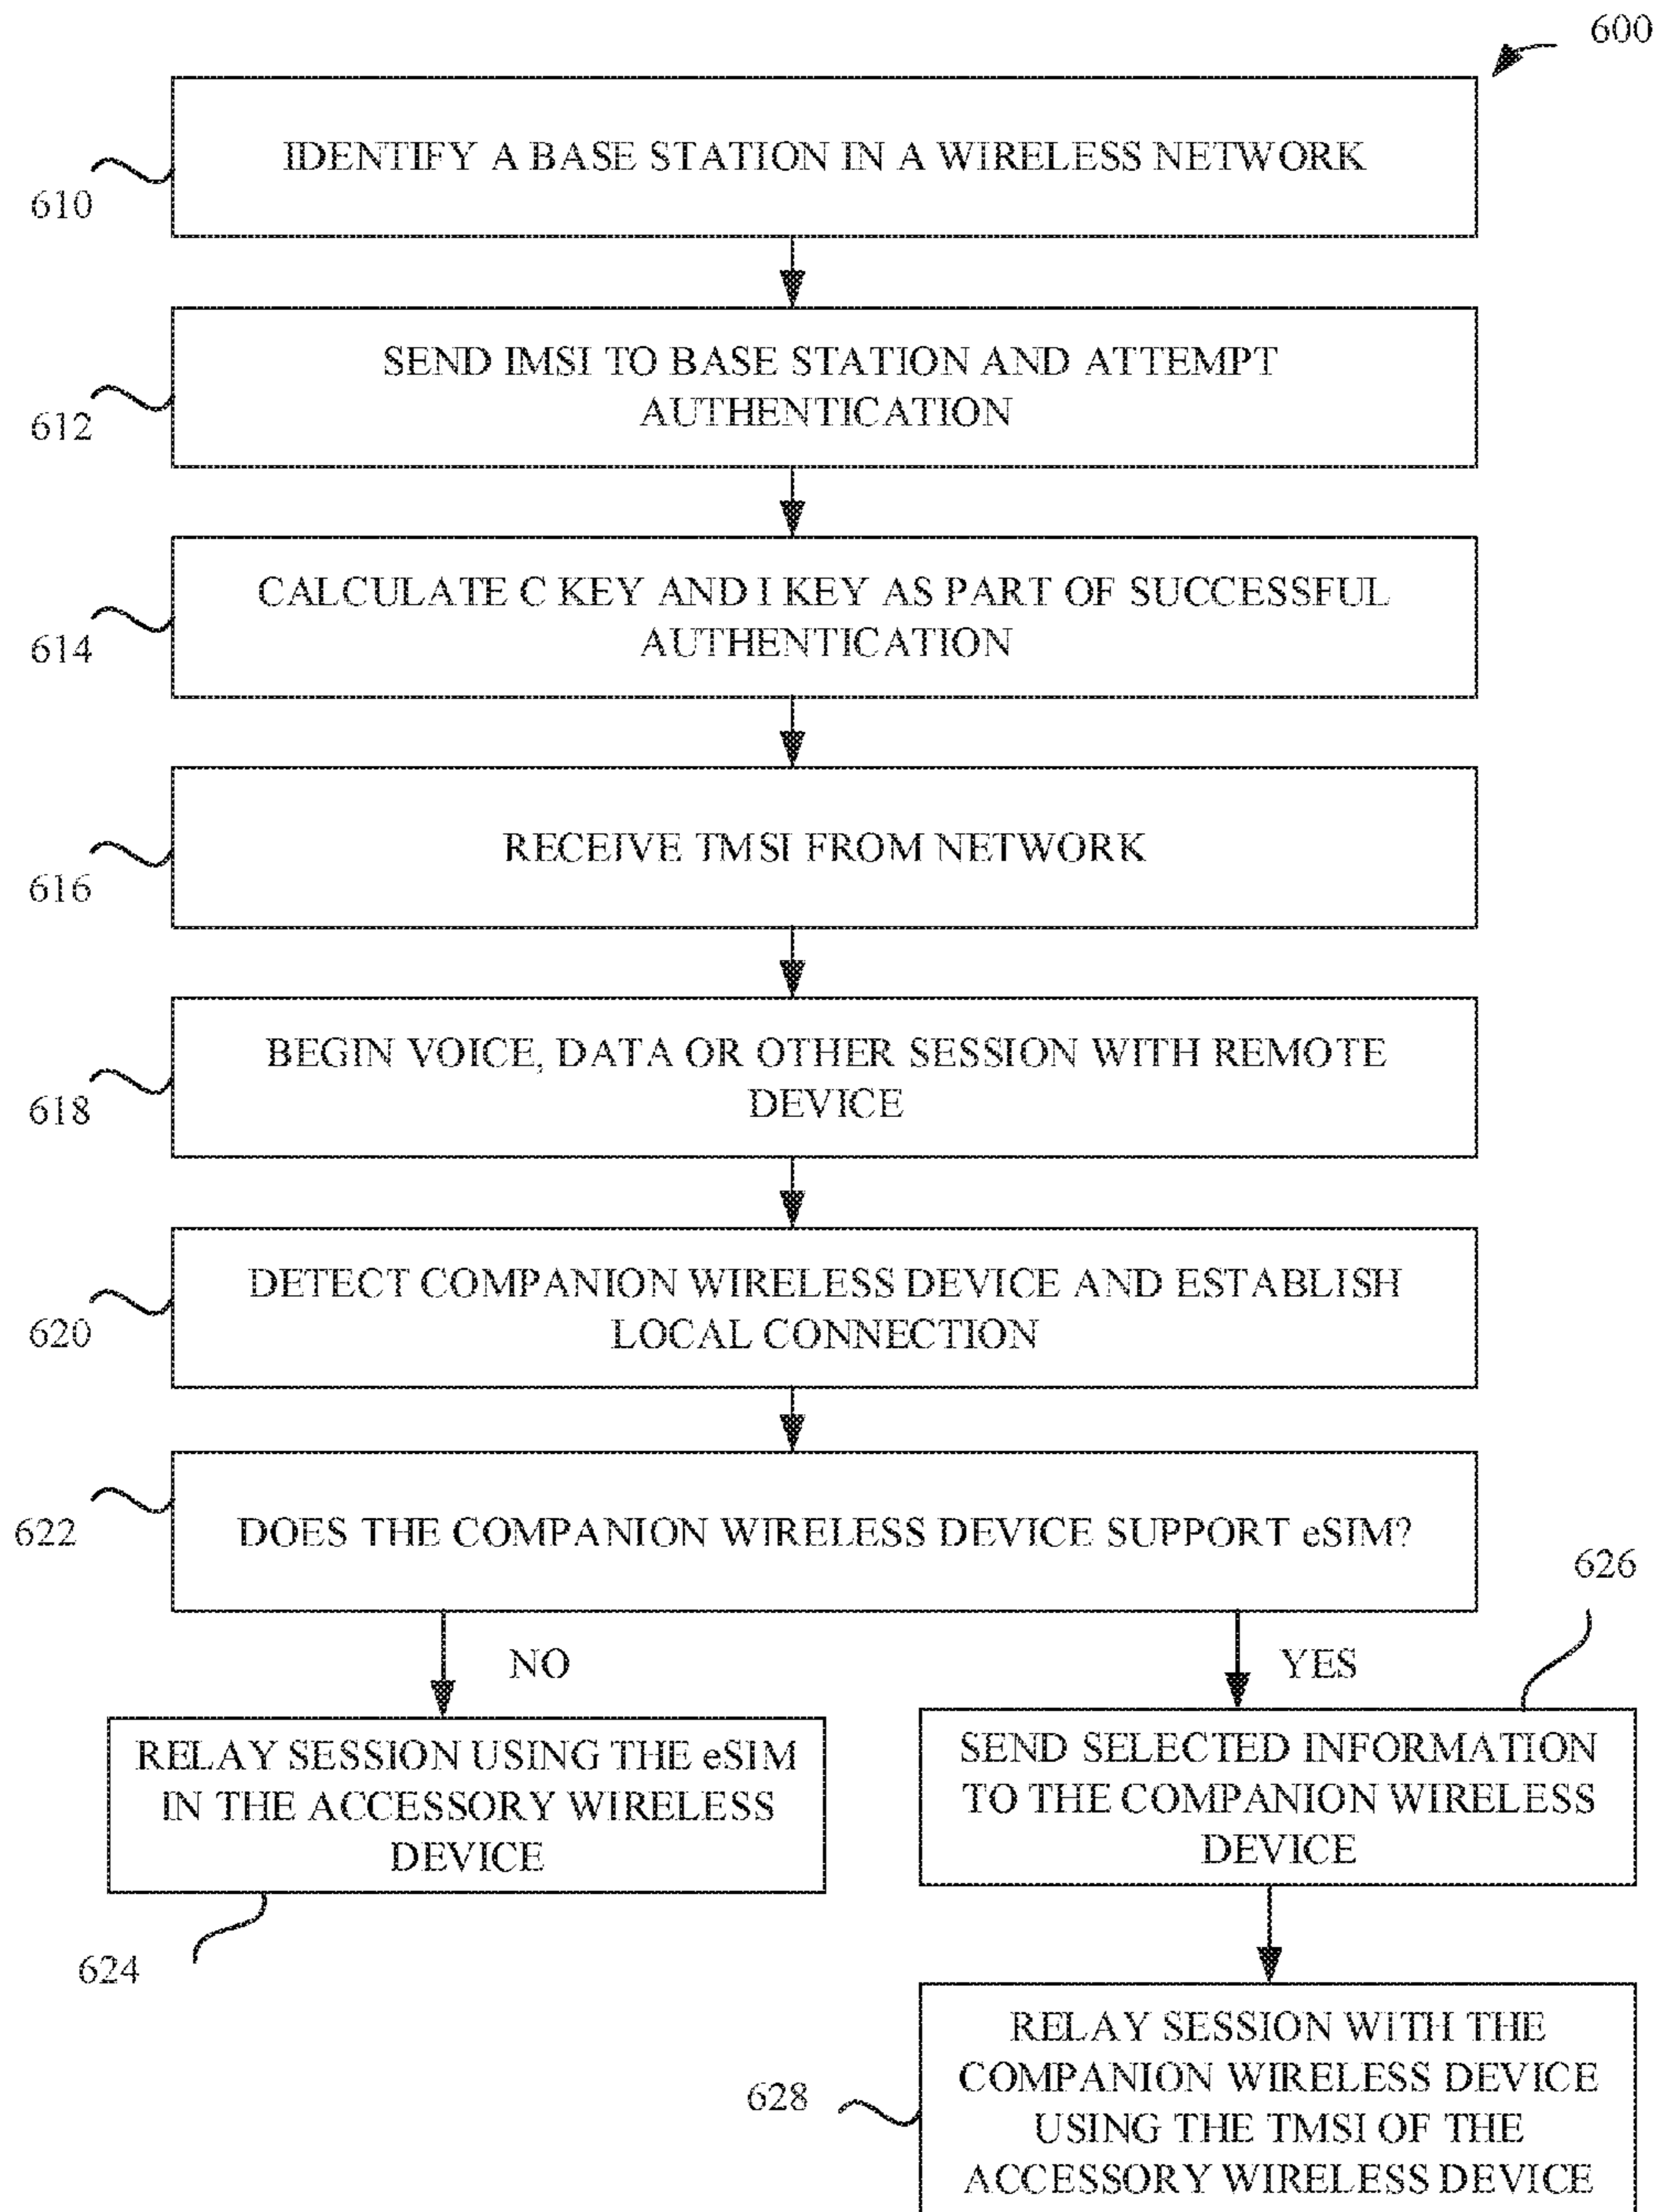 600
IDENTIFY A BASE STATION IN A WIRELESS NETWORK
610
SEND IMSI TO BASE STATION AND ATTEMPT
AUTHENTICATION
612
CALCULATE C KEY AND I KEY AS PART OF SUCCESSFUL
AUTHENTICATION
614
RECEIVE TMSI FROM NETWORK
616
BEGIN VOICE, DATA OR OTHER SESSION WITH REMOTE
DEVICE
618
DETECT COMPANION WIRELESS DEVICE AND ESTABLISH
LOCAL CONNECTION
620
DOES THE COMPANION WIRELESS DEVICE SUPPORT eSIM?
622
626
NO
YES
RELAY SESSION USING THE eSIM
IN THE ACCESSORY WIRELESS
DEVICE
624
SEND SELECTED INFORMATION
TO THE COMPANION WIRELESS
DEVICE
RELAY SESSION WITH THE
COMPANION WIRELESS DEVICE
USING THE TMSI OF THE
ACCESSORY WIRELESS DEVICE
628